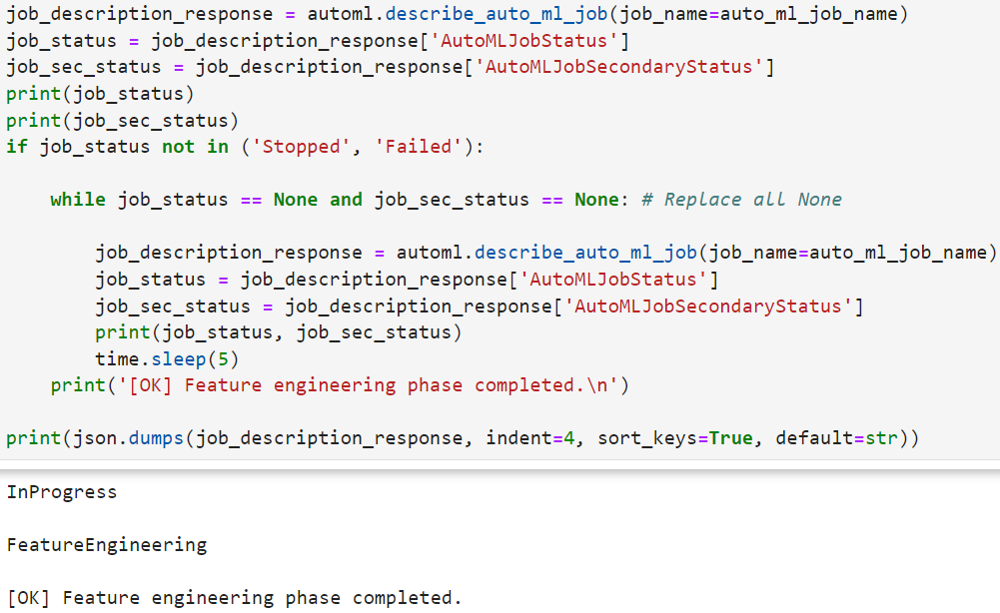 job_description_response = automl.describe_auto_ml_job(job_name=auto_ml_job_name)
job_status = job_description_response['AutoMLJobStatus']
job_sec_status = job_description_response['AutoMLJobSecondaryStatus']
print(job_status)
print(job_sec_status)
if job_status not in ('Stopped', 'Failed'):
    while job_status == None and job_sec_status == None: # Replace all None
        job_description_response = automl.describe_auto_ml_job(job_name=auto_ml_job_name)
        job_status = job_description_response['AutoMLJobStatus']
        job_sec_status = job_description_response['AutoMLJobSecondaryStatus']
        print(job_status, job_sec_status)
        time.sleep(5)
    print('[OK] Feature engineering phase completed.\n')
print(json.dumps(job_description_response, indent=4, sort_keys=True, default=str))
InProgress
FeatureEngineering
[OK] Feature engineering phase completed.